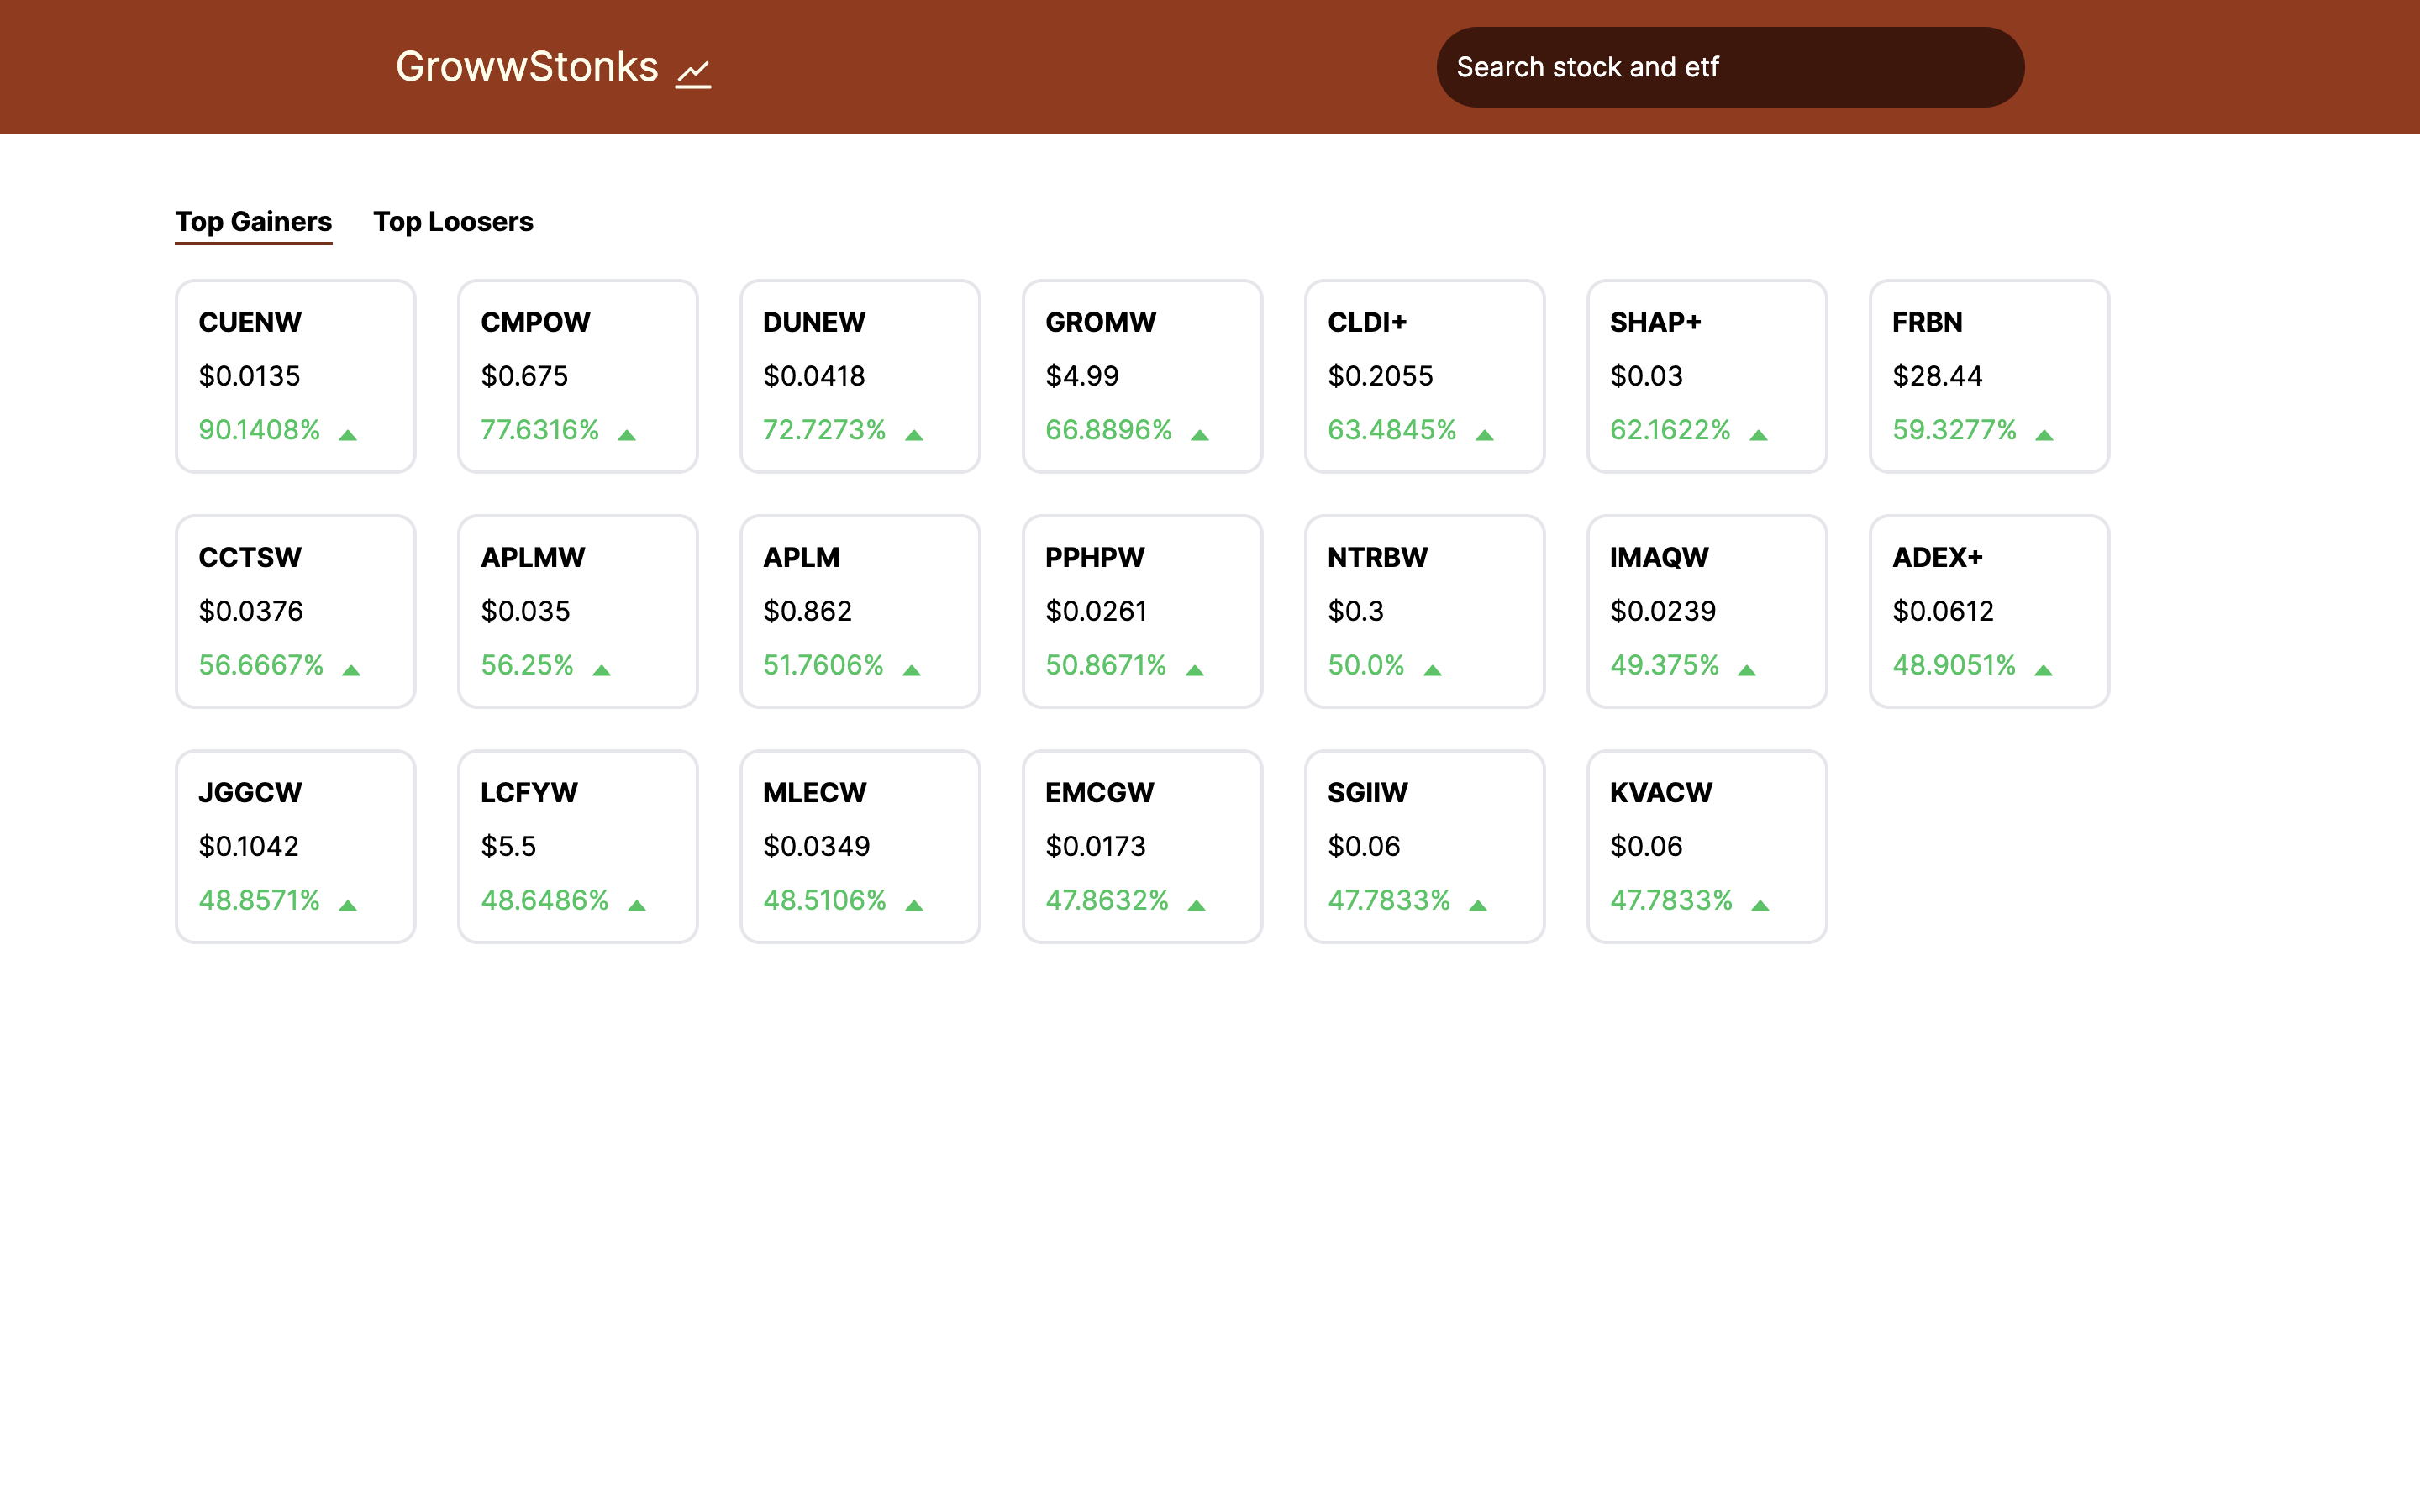 GrowwStonks
Search stock and etf
Top Gainers Top Loosers
CUENW CMPOW DUNEW GROMW CLDI+ SHAP+ FRBN
$0.0135 $0.675 $0.0418 $4.99 $0.2055 $0.03 $28.44
90.1408% 77.6316% 72.7273% 66.8896% 63.4845% 62.1622% 59.3277%
CCTSW APLMW APLM PPHPW NTRBW IMAQW ADEX+
$0.0376 $0.035 $0.862 $0.0261 $0.3 $0.0239 $0.0612
56.6667% 56.25% 51.7606% 50.8671% 50.0% 49.375% 48.9051%
JGGCW LCFYW MLECW EMCGW SGIIW KVACW
$0.1042 $5.5 $0.0349 $0.0173 $0.06 $0.06
48.8571% 48.6486% 48.5106% 47.8632% 47.7833% 47.7833%